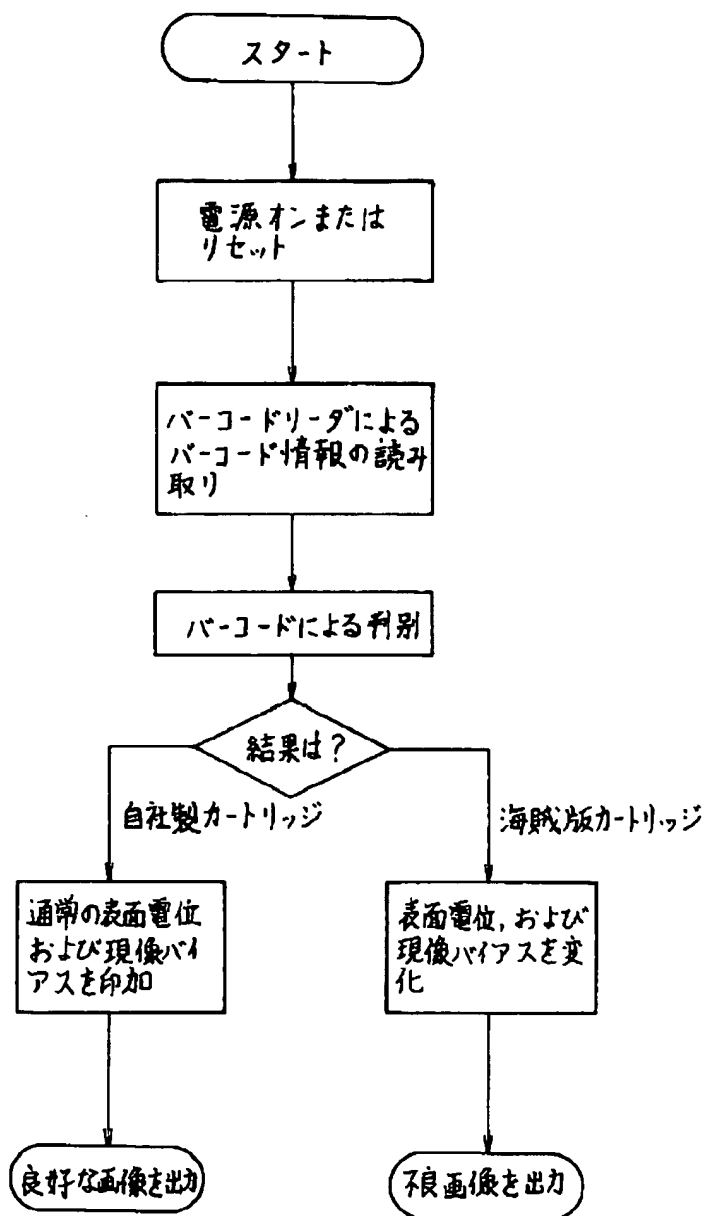 スタート
電源オンまたは
リセット
バーコードリーダによる
バーコード情報の読み
取り
バーコードによる判別
結果は?
自社製カートリッジ
海賊版カートリッジ
通常の表面電位
および現像バイ
アスを印加
表面電位,および
現像バイアスを変
化
良好な画像を出力
不良画像を出力